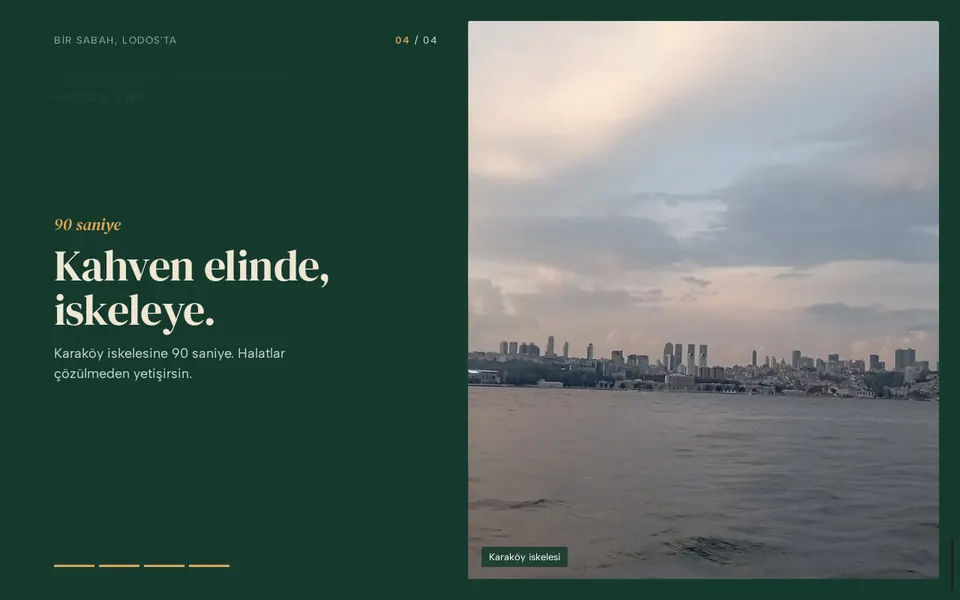 BİR SABAH, LODOS'TA
04 / 04
90 saniye
Kahven elinde,
iskeleye.
Karaköy iskelesine 90 saniye. Halatlar
çözülmeden yetişirsin.
Karaköy iskelesi